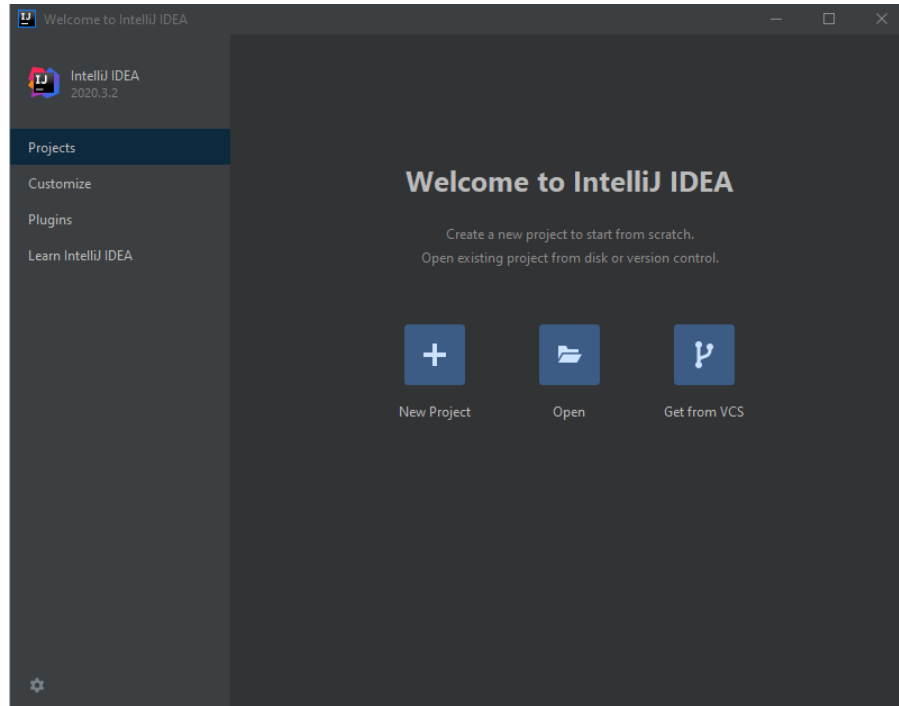 Welcome to IntelliJ IDEA
IJ
IntelliJ IDEA
2020.3.2
Projects
Customize
Plugins
Learn IntelliJ IDEA
Welcome to IntelliJ IDEA
Create a new project to start from scratch.
Open existing project from disk or version control.
New Project
Open
Get from VCS